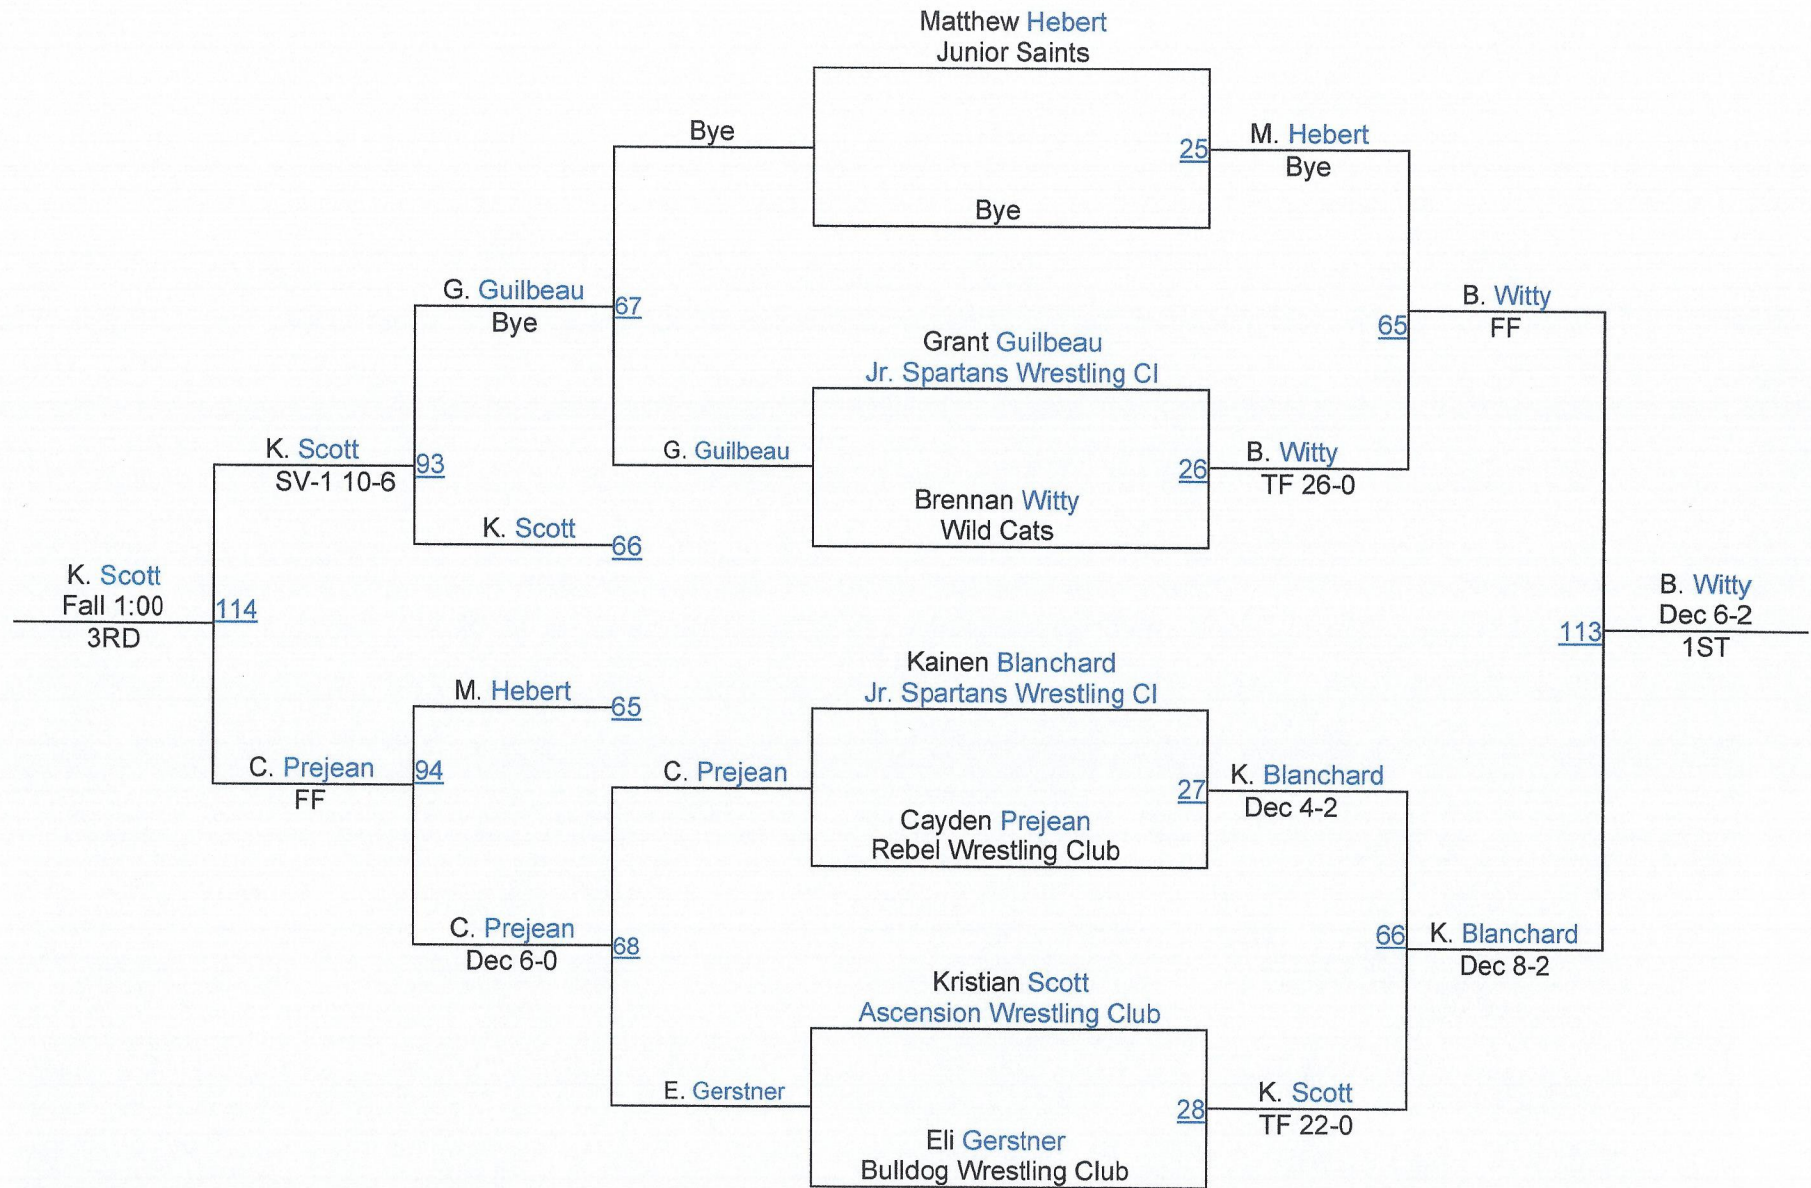 Matthew Hebert
Junior Saints
Bye
25
M. Hebert
Bye
Bye
G. Guilbeau
Bye
67
B. Witty
FF
65
Grant Guilbeau
Jr. Spartans Wrestling Cl
K. Scott
SV-1 10-6
93
G. Guilbeau
26
B. Witty
TF 26-0
Brennan Witty
Wild Cats
K. Scott
66
K. Scott
Fall 1:00
3RD
114
B. Witty
Dec 6-2
1ST
113
Kainen Blanchard
Jr. Spartans Wrestling Cl
M. Hebert
65
C. Prejean
FF
94
C. Prejean
27
K. Blanchard
Dec 4-2
Cayden Prejean
Rebel Wrestling Club
C. Prejean
Dec 6-0
68
66
K. Blanchard
Dec 8-2
Kristian Scott
Ascension Wrestling Club
E. Gerstner
28
K. Scott
TF 22-0
Eli Gerstner
Bulldog Wrestling Club